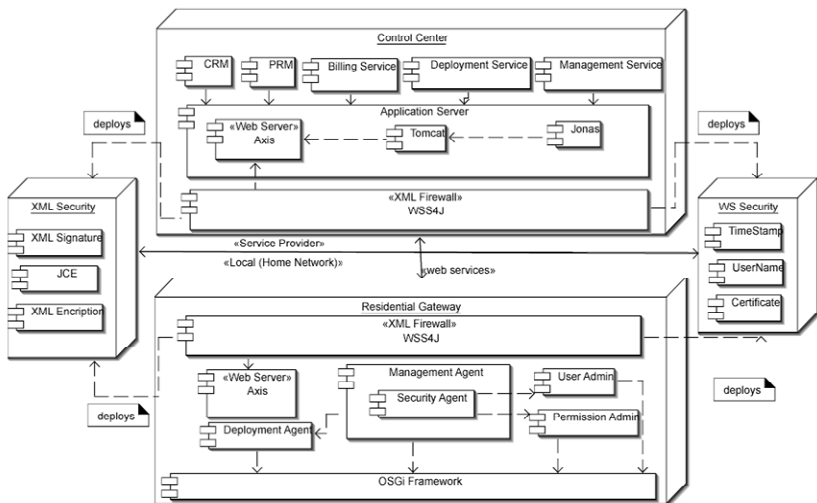 Control Center
CRM
PRM
Billing Service
Deployment Service
Management Service
deploys
Application Server
deploys
«Web Server»
Axis
Tomcat
Jonas
XML Security
«XML Firewall»
WSS4J
WS Security
XML Signature
JCE
XML Encription
TimeStamp
UserName
Certificate
«Service Provider»
«Local (Home Network)»
«web services»
Residential Gateway
«XML Firewall»
WSS4J
deploys
«Web Server»
Axis
Management Agent
Security Agent
User Admin
deploys
Deployment Agent
Permission Admin
OSGi Framework